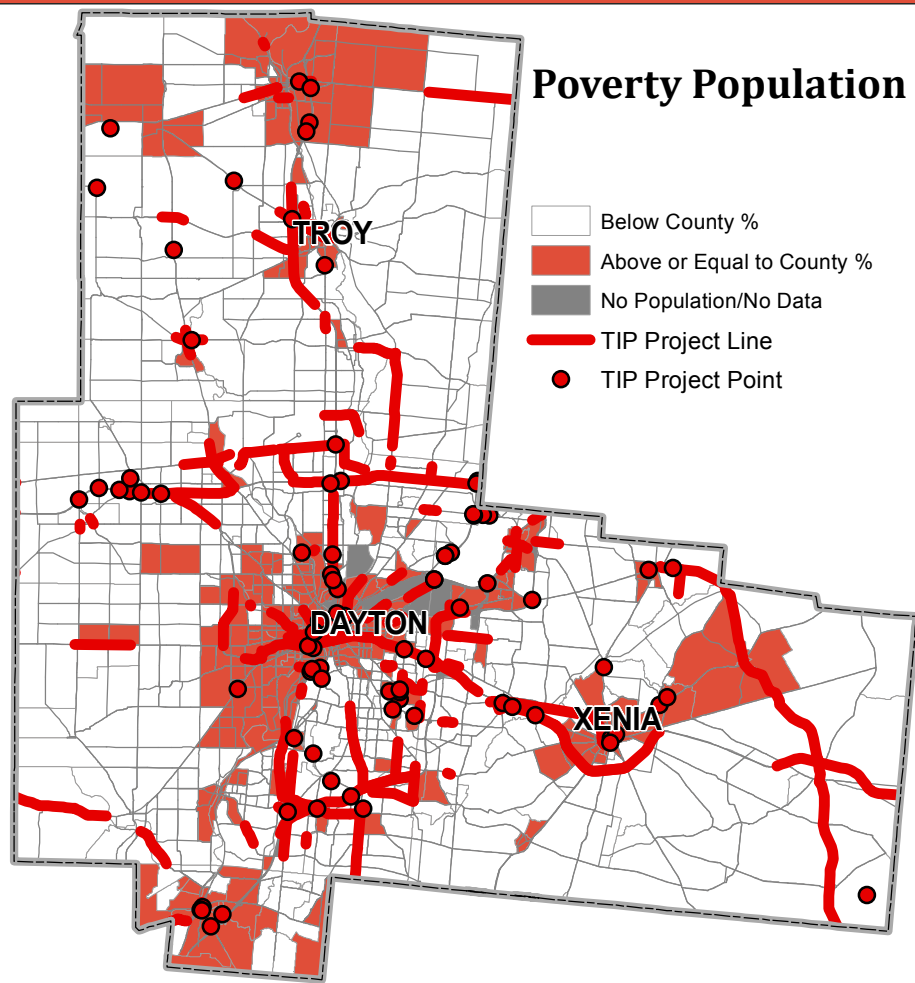 Poverty Population
Below County %
Above or Equal to County %
No Population/No Data
TIP Project Line
TIP Project Point
TROY
DAYTON
XENIA